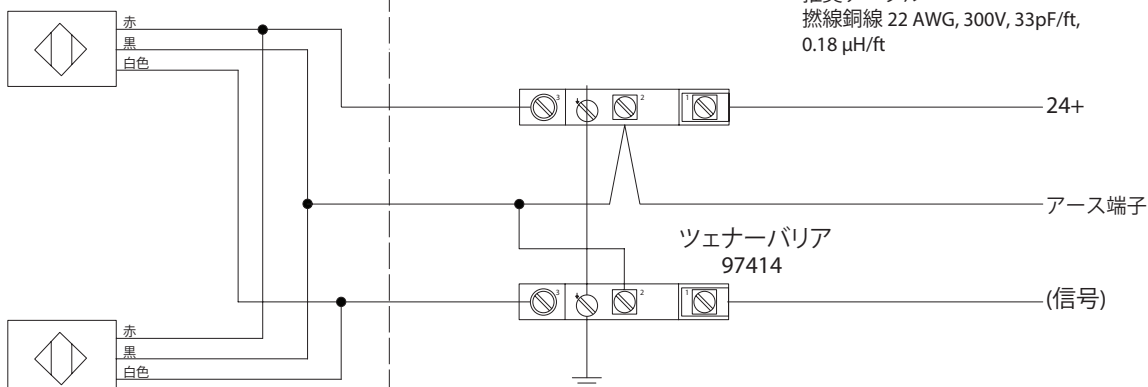 撚線銅線 22 AWG, 300V, 33pF/ft,
0.18 μH/ft
赤
黒
白色
3
2
1
24+
アース端子
ツェナーバリア
97414
3
2
1
(信号)
赤
黒
白色